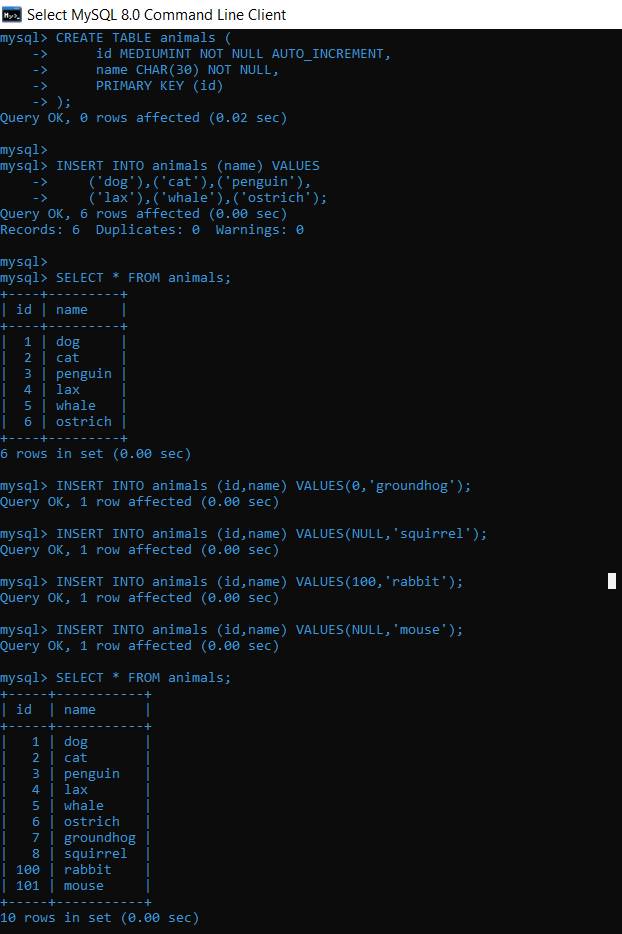 Select MySQL 8.0 Command Line Client
mysql> CREATE TABLE animals (
    ->      id MEDIUMINT NOT NULL AUTO_INCREMENT,
    ->      name CHAR(30) NOT NULL,
    ->      PRIMARY KEY (id)
    -> );
Query OK, 0 rows affected (0.02 sec)
mysql>
mysql> INSERT INTO animals (name) VALUES
    ->     ('dog'),('cat'),('penguin'),
    ->     ('lax'),('whale'),('ostrich');
Query OK, 6 rows affected (0.00 sec)
Records: 6  Duplicates: 0  Warnings: 0
mysql>
mysql> SELECT * FROM animals;
+----+---------+
| id | name    |
+----+---------+
|  1 | dog     |
|  2 | cat     |
|  3 | penguin |
|  4 | lax     |
|  5 | whale   |
|  6 | ostrich |
+----+---------+
6 rows in set (0.00 sec)
mysql> INSERT INTO animals (id,name) VALUES(0,'groundhog');
Query OK, 1 row affected (0.00 sec)
mysql> INSERT INTO animals (id,name) VALUES(NULL,'squirrel');
Query OK, 1 row affected (0.00 sec)
mysql> INSERT INTO animals (id,name) VALUES(100,'rabbit');
Query OK, 1 row affected (0.00 sec)
mysql> INSERT INTO animals (id,name) VALUES(NULL,'mouse');
Query OK, 1 row affected (0.00 sec)
mysql> SELECT * FROM animals;
+-----+-----------+
| id  | name      |
+-----+-----------+
|   1 | dog       |
|   2 | cat       |
|   3 | penguin   |
|   4 | lax       |
|   5 | whale     |
|   6 | ostrich   |
|   7 | groundhog |
|   8 | squirrel  |
| 100 | rabbit    |
| 101 | mouse     |
+-----+-----------+
10 rows in set (0.00 sec)